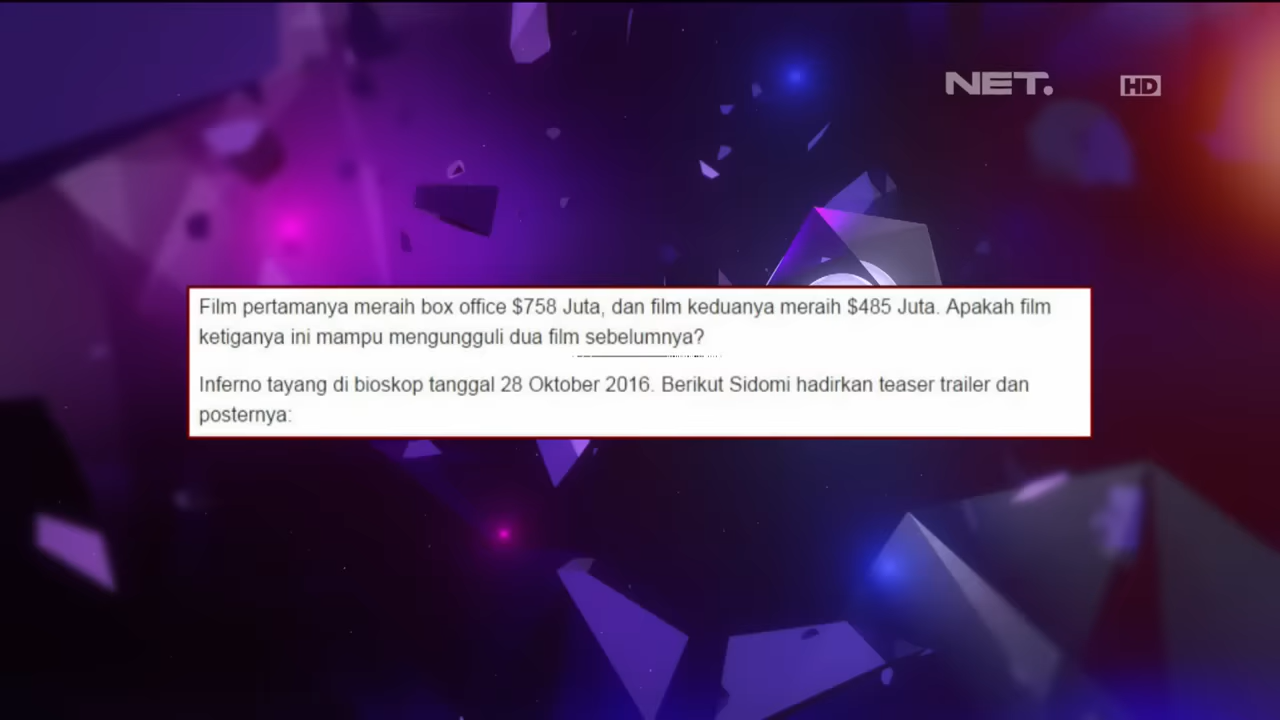 NET.
HD
Film pertamanya meraih box office $758 Juta, dan film keduanya meraih $485 Juta. Apakah film
ketiganya ini mampu mengungguli dua film sebelumnya?
Inferno tayang di bioskop tanggal 28 Oktober 2016. Berikut Sidomi hadirkan teaser trailer dan
posternya: